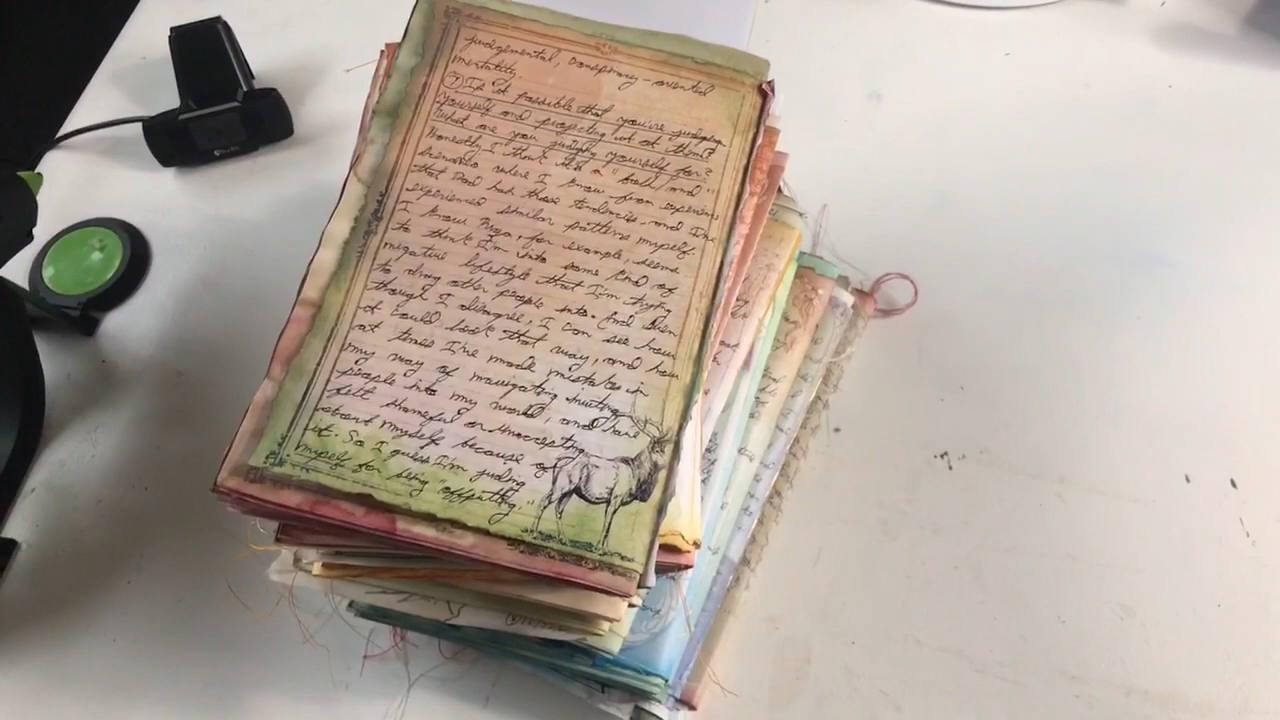 judgemental, conspiracy-oriented
mentality.
⑦ Is it possible that you're judging
yourself and projecting it at them?
What are you judging yourself for?
Honestly I think it's a "both/and"
scenario where I know from experience
that Dad has those tendencies and I've
experienced similar patterns myself.
I know, for example, seems
to think I'm into some kind of
negative lifestyle that I'm trying
to drag other people into. And even
though I disagree, I can see how
it could look that way, and how
at times I've made mistakes in
my way of navigating inviting
people into my world, and have
felt shameful or unaccepting
about myself because of
it. So I guess I'm judging
myself for being "offputting."